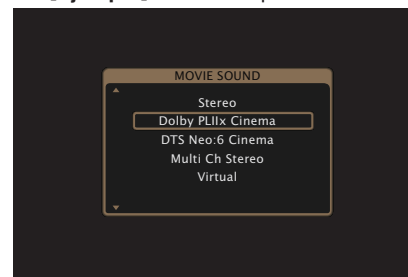 MOVIE SOUND
Stereo
Dolby PLIIx Cinema
DTS Neo:6 Cinema
Multi Ch Stereo
Virtual